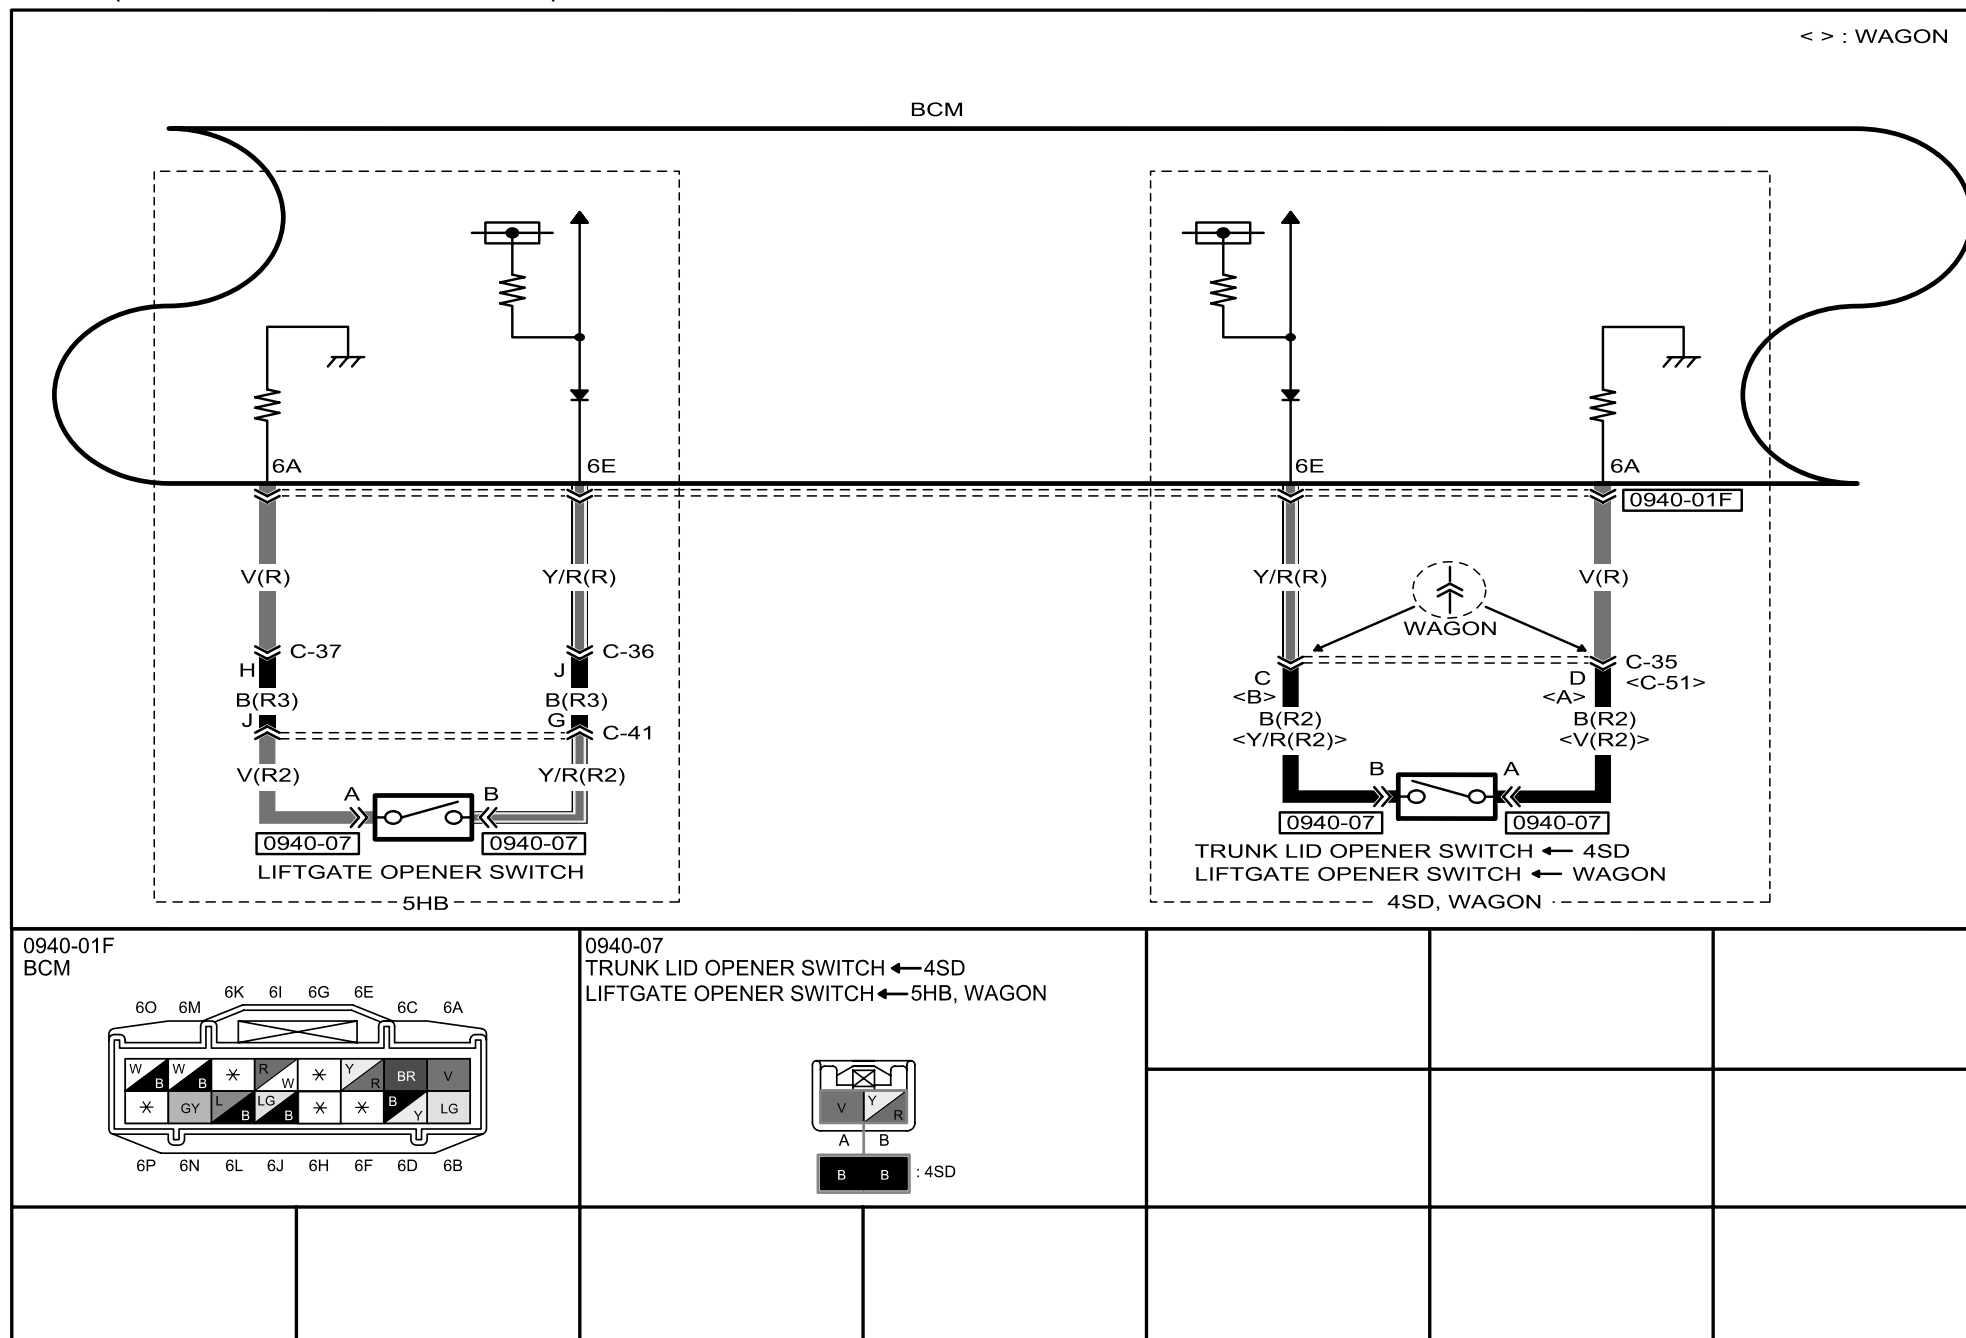 < > : WAGON
BCM
6A
6E
6E
6A
0940-01F
V(R)
Y/R(R)
Y/R(R)
V(R)
WAGON
C-37
C-36
C-35
<C-51>
H
J
C
<B>
D
<A>
B(R3)
B(R3)
B(R2)
<Y/R(R2)>
B(R2)
<V(R2)>
J
G
C-41
V(R2)
Y/R(R2)
A
B
B
A
0940-07
0940-07
0940-07
0940-07
LIFTGATE OPENER SWITCH
TRUNK LID OPENER SWITCH 4SD
LIFTGATE OPENER SWITCH WAGON
5HB
4SD, WAGON
0940-01F
BCM
6O 6M 6K 6I 6G 6E 6C 6A
W B W B * R W * Y R BR V
* GY L B LG B * * B Y LG
6P 6N 6L 6J 6H 6F 6D 6B
0940-07
TRUNK LID OPENER SWITCH 4SD
LIFTGATE OPENER SWITCH 5HB, WAGON
V Y R
A B
B B : 4SD